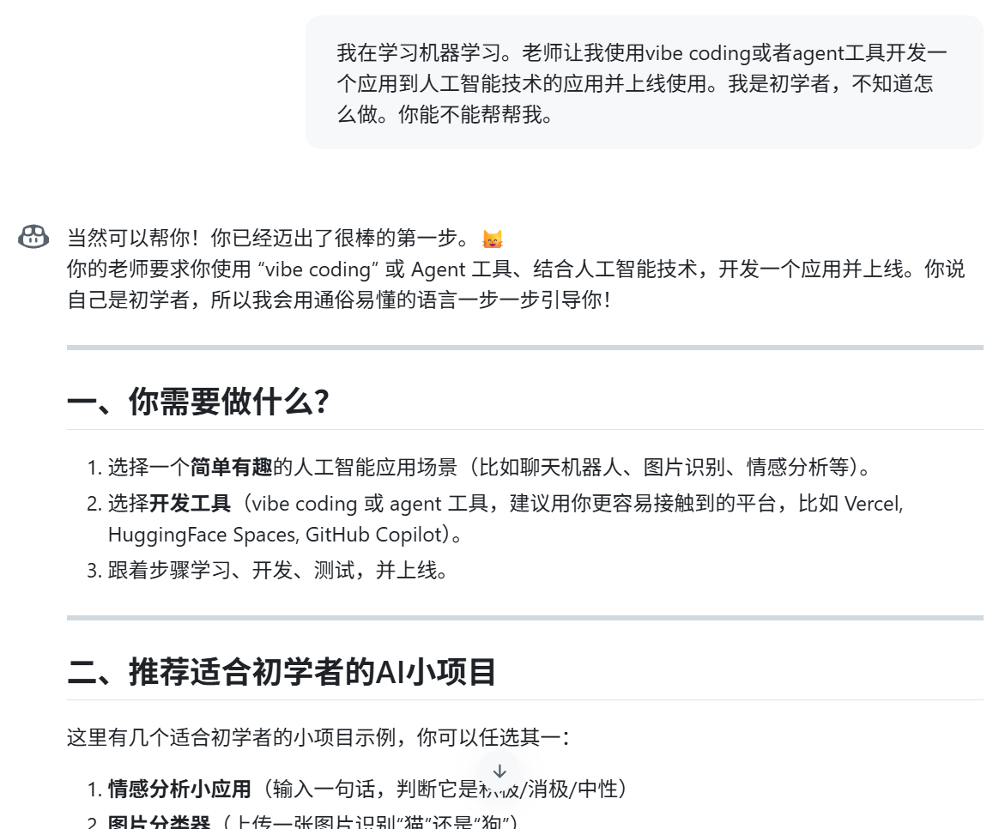 我在学习机器学习。老师让我使用vibe coding或者agent工具开发一
个应用到人工智能技术的应用并上线使用。我是初学者，不知道怎
么做。你能不能帮帮我。
当然可以帮你！你已经迈出了很棒的第一步。😸
你的老师要求你使用 “vibe coding” 或 Agent 工具、结合人工智能技术，开发一个应用并上线。你说
自己是初学者，所以我会用通俗易懂的语言一步一步引导你！
一、你需要做什么？
1. 选择一个简单有趣的人工智能应用场景（比如聊天机器人、图片识别、情感分析等）。
2. 选择开发工具（vibe coding 或 agent 工具，建议用你更容易接触到的平台，比如 Vercel,
HuggingFace Spaces, GitHub Copilot）。
3. 跟着步骤学习、开发、测试，并上线。
二、推荐适合初学者的AI小项目
这里有几个适合初学者的小项目示例，你可以任选其一：
1. 情感分析小应用（输入一句话，判断它是积极/消极/中性）
2. 图片分类器（上传一张图片识别“猫”还是“狗”）